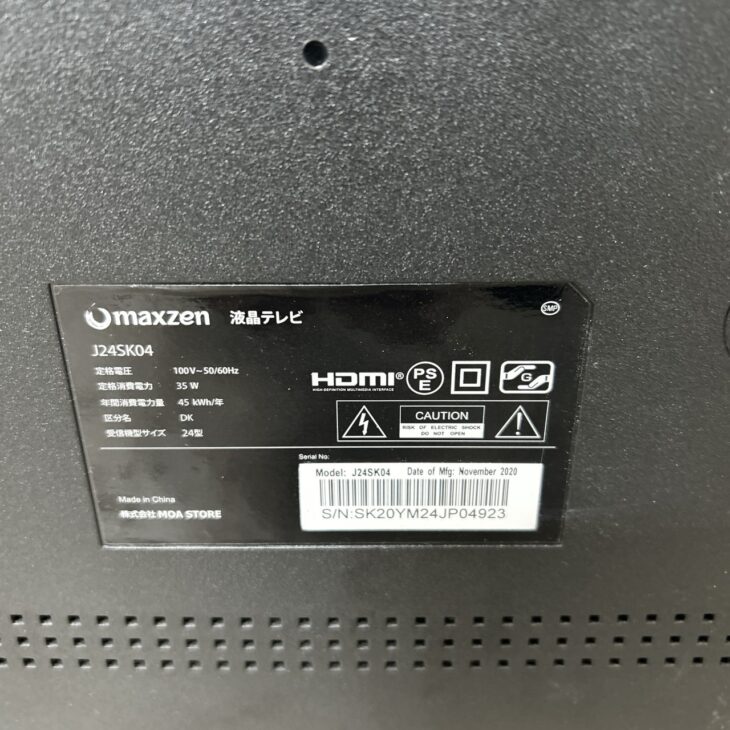 maxzen 液晶テレビ
SMP
J24SK04
定格電圧 100V~50/60Hz
定格消費電力 35 W
年間消費電力量 45 kWh/年
区分名 DK
受信機型サイズ 24型
HDMI®
HIGH-DEFINITION MULTIMEDIA INTERFACE
PS
E
G
CAUTION
RISK OF ELECTRIC SHOCK
DO NOT OPEN
Serial No:
Model: J24SK04 Date of Mfg: November 2020
S/N:SK20YM24JP04923
Made in China
株式会社 MOA STORE